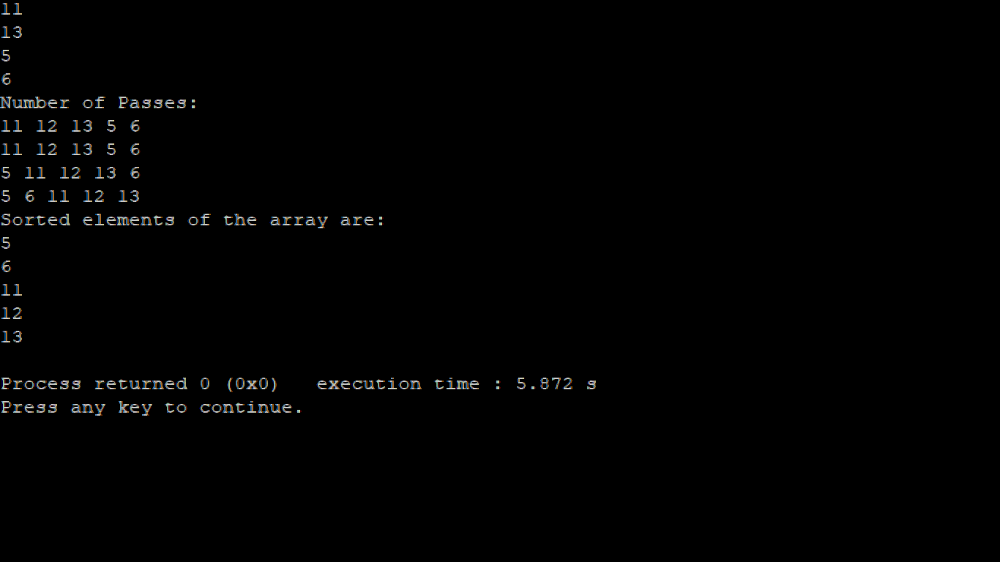 11
13
5
6
Number of Passes:
11 12 13 5 6
11 12 13 5 6
5 11 12 13 6
5 6 11 12 13
Sorted elements of the array are:
5
6
11
12
13
Process returned 0 (0x0)   execution time : 5.872 s
Press any key to continue.